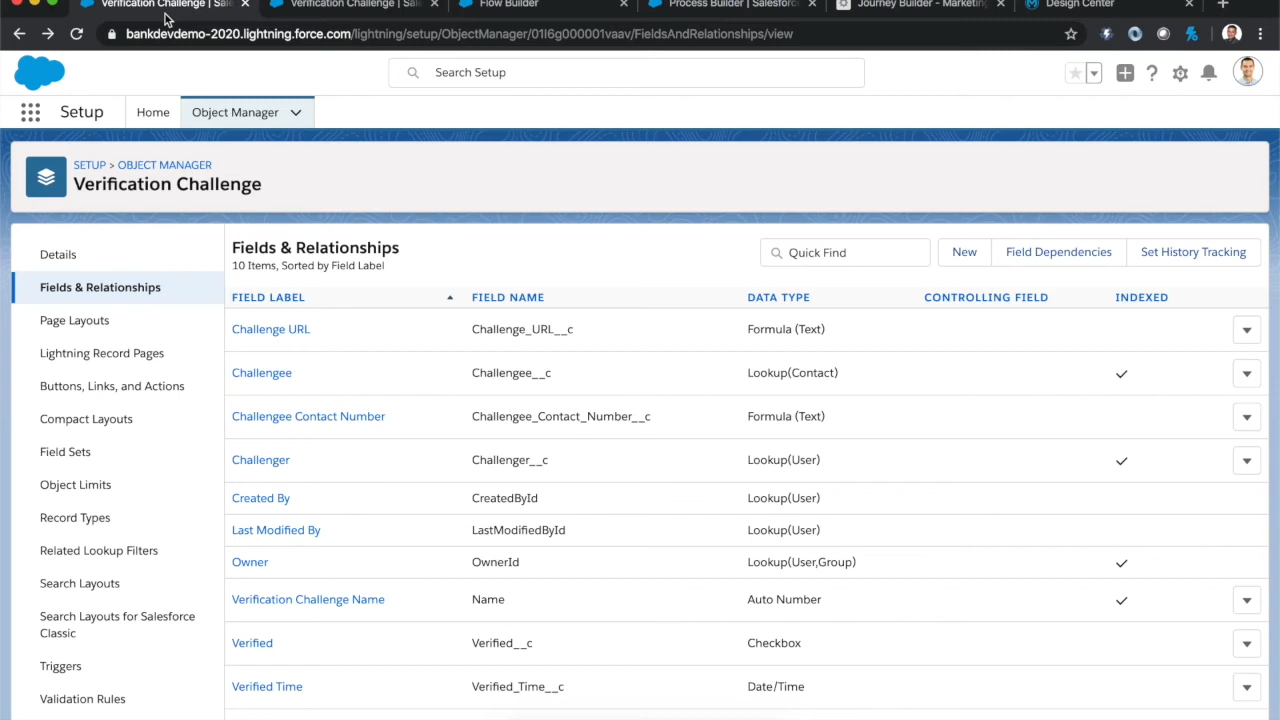 Verification Challenge | Sale
Verification Challenge | Sal
Flow Builder
Process Builder | Salesforc
Journey Builder - Marketing
Design Center
bankdevdemo-2020.lightning.force.com/lightning/setup/ObjectManager/01I6g000001vaav/FieldsAndRelationships/view
Search Setup
Setup
Home
Object Manager
SETUP > OBJECT MANAGER
Verification Challenge
Details
Fields & Relationships
Page Layouts
Lightning Record Pages
Buttons, Links, and Actions
Compact Layouts
Field Sets
Object Limits
Record Types
Related Lookup Filters
Search Layouts
Search Layouts for Salesforce
Classic
Triggers
Validation Rules
Fields & Relationships
10 Items, Sorted by Field Label
Quick Find
New
Field Dependencies
Set History Tracking
FIELD LABEL FIELD NAME DATA TYPE CONTROLLING FIELD INDEXED
Challenge URL Challenge_URL__c Formula (Text)
Challengee Challengee__c Lookup(Contact)
Challengee Contact Number Challengee_Contact_Number__c Formula (Text)
Challenger Challenger__c Lookup(User)
Created By CreatedById Lookup(User)
Last Modified By LastModifiedById Lookup(User)
Owner OwnerId Lookup(User,Group)
Verification Challenge Name Name Auto Number
Verified Verified__c Checkbox
Verified Time Verified_Time__c Date/Time